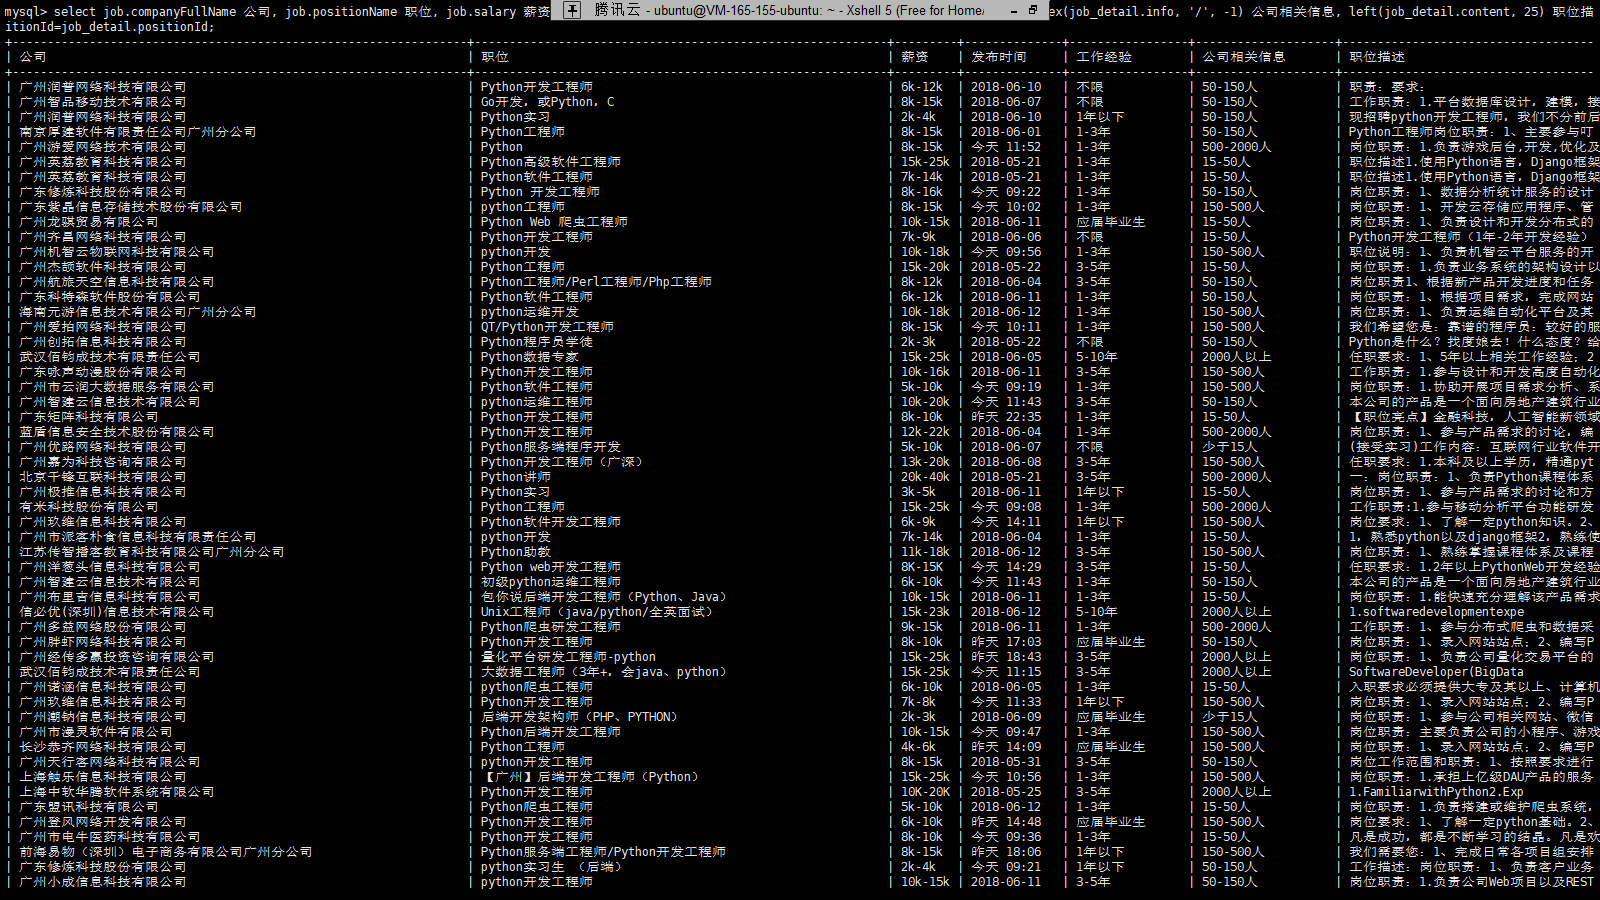 mysql> select job.companyFullName 公司, job.positionName 职位, job.salary 薪资 腾讯云 - ubuntu@VM-165-155-ubuntu: ~ - Xshell 5 (Free for Home/ ex(job_detail.info, '/', -1) 公司相关信息, left(job_detail.content, 25) 职位描
itionId=job_detail.positionId;
| 公司 | 职位 | 薪资 | 发布时间 | 工作经验 | 公司相关信息 | 职位描述
| 广州润普网络科技有限公司 | Python开发工程师 | 6k-12k | 2018-06-10 | 不限 | 50-150人 | 职责：要求：
| 广州智品移动技术有限公司 | Go开发，或Python，C | 8k-15k | 2018-06-07 | 不限 | 50-150人 | 工作职责：1.平台数据库设计，建模，接
| 广州润普网络科技有限公司 | Python实习 | 2k-4k | 2018-06-10 | 1年以下 | 50-150人 | 现招聘python开发工程师，我们不分前后
| 南京厚建软件有限责任公司广州分公司 | Python工程师 | 8k-15k | 2018-06-01 | 1-3年 | 50-150人 | Python工程师岗位职责：1、主要参与叮
| 广州游爱网络技术有限公司 | Python | 8k-15k | 今天 11:52 | 1-3年 | 500-2000人 | 岗位职责：1.负责游戏后台,开发,优化及
| 广州英荔教育科技有限公司 | Python高级软件工程师 | 15k-25k | 2018-05-21 | 1-3年 | 15-50人 | 职位描述1.使用Python语言，Django框架
| 广州英荔教育科技有限公司 | Python软件工程师 | 7k-14k | 2018-05-21 | 1-3年 | 15-50人 | 职位描述1.使用Python语言，Django框架
| 广东修炼科技股份有限公司 | Python 开发工程师 | 8k-16k | 今天 09:22 | 1-3年 | 50-150人 | 岗位职责：1、数据分析统计服务的设计
| 广东紫晶信息存储技术股份有限公司 | python工程师 | 8k-15k | 今天 10:02 | 1-3年 | 150-500人 | 岗位职责：1、开发云存储应用程序、管
| 广州龙骐贸易有限公司 | Python Web 爬虫工程师 | 10k-15k | 2018-06-11 | 应届毕业生 | 15-50人 | 岗位职责：1、负责设计和开发分布式的
| 广州齐昌网络科技有限公司 | Python开发工程师 | 7k-9k | 2018-06-06 | 不限 | 15-50人 | Python开发工程师（1年-2年开发经验）
| 广州机智云物联网科技有限公司 | python开发 | 10k-18k | 今天 09:56 | 1-3年 | 150-500人 | 职位说明：1、负责机智云平台服务的开
| 广州杰颉软件科技有限公司 | Python工程师 | 15k-20k | 2018-05-22 | 3-5年 | 15-50人 | 岗位职责：1.负责业务系统的架构设计以
| 广州航旅天空信息科技有限公司 | Python工程师/Perl工程师/Php工程师 | 8k-12k | 2018-06-04 | 3-5年 | 50-150人 | 岗位职责1、根据新产品开发进度和任务
| 广东科特森软件股份有限公司 | Python软件工程师 | 6k-12k | 2018-06-11 | 1-3年 | 50-150人 | 岗位职责：1、根据项目需求，完成网站
| 海南元游信息技术有限公司广州分公司 | python运维开发 | 10k-18k | 2018-06-12 | 1-3年 | 150-500人 | 岗位职责：1、负责运维自动化平台及其
| 广州爱拍网络科技有限公司 | QT/Python开发工程师 | 8k-15k | 今天 10:11 | 1-3年 | 150-500人 | 我们希望您是：靠谱的程序员：较好的服
| 广州创拓信息科技有限公司 | Python程序员学徒 | 2k-3k | 2018-05-22 | 不限 | 50-150人 | Python是什么？找度娘去！什么态度？给
| 武汉佰钧成技术有限责任公司 | Python数据专家 | 15k-25k | 2018-06-05 | 5-10年 | 2000人以上 | 任职要求：1、5年以上相关工作经验；2
| 广东咏声动漫股份有限公司 | Python开发工程师 | 10k-16k | 2018-06-11 | 3-5年 | 150-500人 | 工作职责：1.参与设计和开发高度自动化
| 广州市云润大数据服务有限公司 | Python软件工程师 | 5k-10k | 今天 09:19 | 1-3年 | 150-500人 | 岗位职责：1.协助开展项目需求分析、系
| 广州智建云信息技术有限公司 | python运维工程师 | 10k-20k | 今天 11:43 | 3-5年 | 50-150人 | 本公司的产品是一个面向房地产建筑行业
| 广东矩阵科技有限公司 | Python开发工程师 | 8k-10k | 昨天 22:35 | 1-3年 | 15-50人 | 【职位亮点】金融科技，人工智能新领域
| 蓝盾信息安全技术股份有限公司 | Python开发工程师 | 12k-22k | 2018-06-04 | 1-3年 | 500-2000人 | 岗位职责：1、参与产品需求的讨论，编
| 广州优路网络科技有限公司 | Python服务端程序开发 | 5k-10k | 2018-06-07 | 不限 | 少于15人 | (接受实习)工作内容：互联网行业软件开
| 广州嘉为科技咨询有限公司 | Python开发工程师（广深） | 13k-20k | 2018-06-08 | 3-5年 | 150-500人 | 任职要求：1.本科及以上学历，精通pyt
| 北京千锋互联科技有限公司 | Python讲师 | 20k-40k | 2018-05-21 | 3-5年 | 500-2000人 | 一：岗位职责：1、负责Python课程体系
| 广州极推信息科技有限公司 | Python实习 | 3k-5k | 2018-06-11 | 1年以下 | 15-50人 | 岗位职责：1、参与产品需求的讨论和方
| 有米科技股份有限公司 | Python工程师 | 15k-25k | 今天 09:08 | 1-3年 | 500-2000人 | 工作职责:1.参与移动分析平台功能研发
| 广州玖维信息科技有限公司 | Python软件开发工程师 | 6k-9k | 今天 14:11 | 1年以下 | 150-500人 | 岗位要求：1、了解一定python知识。2、
| 广州市派客朴食信息科技有限责任公司 | python开发 | 7k-14k | 2018-06-04 | 1-3年 | 15-50人 | 1，熟悉python以及django框架2，熟练使
| 江苏传智播客教育科技有限公司广州分公司 | Python助教 | 11k-18k | 2018-06-12 | 3-5年 | 150-500人 | 岗位职责：1、熟练掌握课程体系及课程
| 广州洋葱头信息科技有限公司 | Python web开发工程师 | 8K-15K | 今天 14:29 | 3-5年 | 15-50人 | 任职要求：1.2年以上PythonWeb开发经验
| 广州智建云信息技术有限公司 | 初级python运维工程师 | 6k-10k | 今天 11:43 | 1-3年 | 50-150人 | 本公司的产品是一个面向房地产建筑行业
| 广州布里吉信息科技有限公司 | 包你说后端开发工程师（Python、Java） | 10k-15k | 2018-06-11 | 1-3年 | 15-50人 | 岗位职责：1.能快速充分理解该产品需求
| 信必优(深圳)信息技术有限公司 | Unix工程师（java/python/全英面试） | 15k-23k | 2018-06-12 | 5-10年 | 2000人以上 | 1.softwaredevelopmentexpe
| 广州多益网络股份有限公司 | Python爬虫研发工程师 | 9k-15k | 2018-06-11 | 1-3年 | 500-2000人 | 工作职责：1、参与分布式爬虫和数据采
| 广州胖虾网络科技有限公司 | Python开发工程师 | 8k-10k | 昨天 17:03 | 应届毕业生 | 50-150人 | 岗位职责：1、录入网站站点；2、编写P
| 广州经传多赢投资咨询有限公司 | 量化平台研发工程师-python | 15k-25k | 昨天 18:43 | 3-5年 | 2000人以上 | 岗位职责：1、负责公司量化交易平台的
| 武汉佰钧成技术有限责任公司 | 大数据工程师（3年+，会java、python） | 15k-25k | 今天 11:15 | 3-5年 | 2000人以上 | SoftwareDeveloper(BigData
| 广州诺涵信息科技有限公司 | python爬虫工程师 | 6k-10k | 2018-06-05 | 1-3年 | 15-50人 | 入职要求必须提供大专及其以上、计算机
| 广州玖维信息科技有限公司 | Python开发工程师 | 7k-8k | 今天 11:33 | 1年以下 | 150-500人 | 岗位职责：1、录入网站站点；2、编写P
| 广州潮钠信息科技有限公司 | 后端开发架构师（PHP、PYTHON） | 2k-3k | 2018-06-09 | 应届毕业生 | 少于15人 | 岗位职责：1、参与公司相关网站、微信
| 广州市漫灵软件有限公司 | Python后端开发工程师 | 10k-15k | 今天 09:47 | 1-3年 | 150-500人 | 岗位职责：主要负责公司的小程序、游戏
| 长沙恭齐网络科技有限公司 | Python工程师 | 4k-6k | 昨天 14:09 | 应届毕业生 | 150-500人 | 岗位职责：1、录入网站站点；2、编写P
| 广州天行客网络科技有限公司 | python开发工程师 | 8k-15k | 2018-05-31 | 3-5年 | 50-150人 | 岗位工作范围和职责：1、按照要求进行
| 上海触乐信息科技有限公司 | 【广州】后端开发工程师（Python） | 15k-25k | 今天 10:56 | 1-3年 | 150-500人 | 岗位职责：1.承担上亿级DAU产品的服务
| 上海中软华腾软件系统有限公司 | Python开发工程师 | 10K-20K | 2018-05-25 | 3-5年 | 2000人以上 | 1.FamiliarwithPython2.Exp
| 广东盟讯科技有限公司 | Python爬虫工程师 | 5k-10k | 2018-06-12 | 1-3年 | 15-50人 | 岗位职责：1.负责搭建或维护爬虫系统，
| 广州登风网络开发有限公司 | Python开发工程师 | 6k-10k | 昨天 14:48 | 应届毕业生 | 150-500人 | 岗位要求：1、了解一定python基础。2、
| 广州市电牛医药科技有限公司 | Python开发工程师 | 8k-10k | 今天 09:36 | 1-3年 | 15-50人 | 凡是成功，都是不断学习的结晶。凡是欢
| 前海易物（深圳）电子商务有限公司广州分公司 | Python服务端工程师/Python开发工程师 | 8k-15k | 昨天 18:06 | 1年以下 | 150-500人 | 我们需要您：1、完成日常各项目组安排
| 广东修炼科技股份有限公司 | python实习生 （后端） | 2k-4k | 今天 09:21 | 1年以下 | 50-150人 | 工作描述：岗位职责：1、负责客户业务
| 广州小成信息科技有限公司 | python开发工程师 | 10k-15k | 2018-06-11 | 3-5年 | 50-150人 | 岗位职责：1.负责公司Web项目以及REST